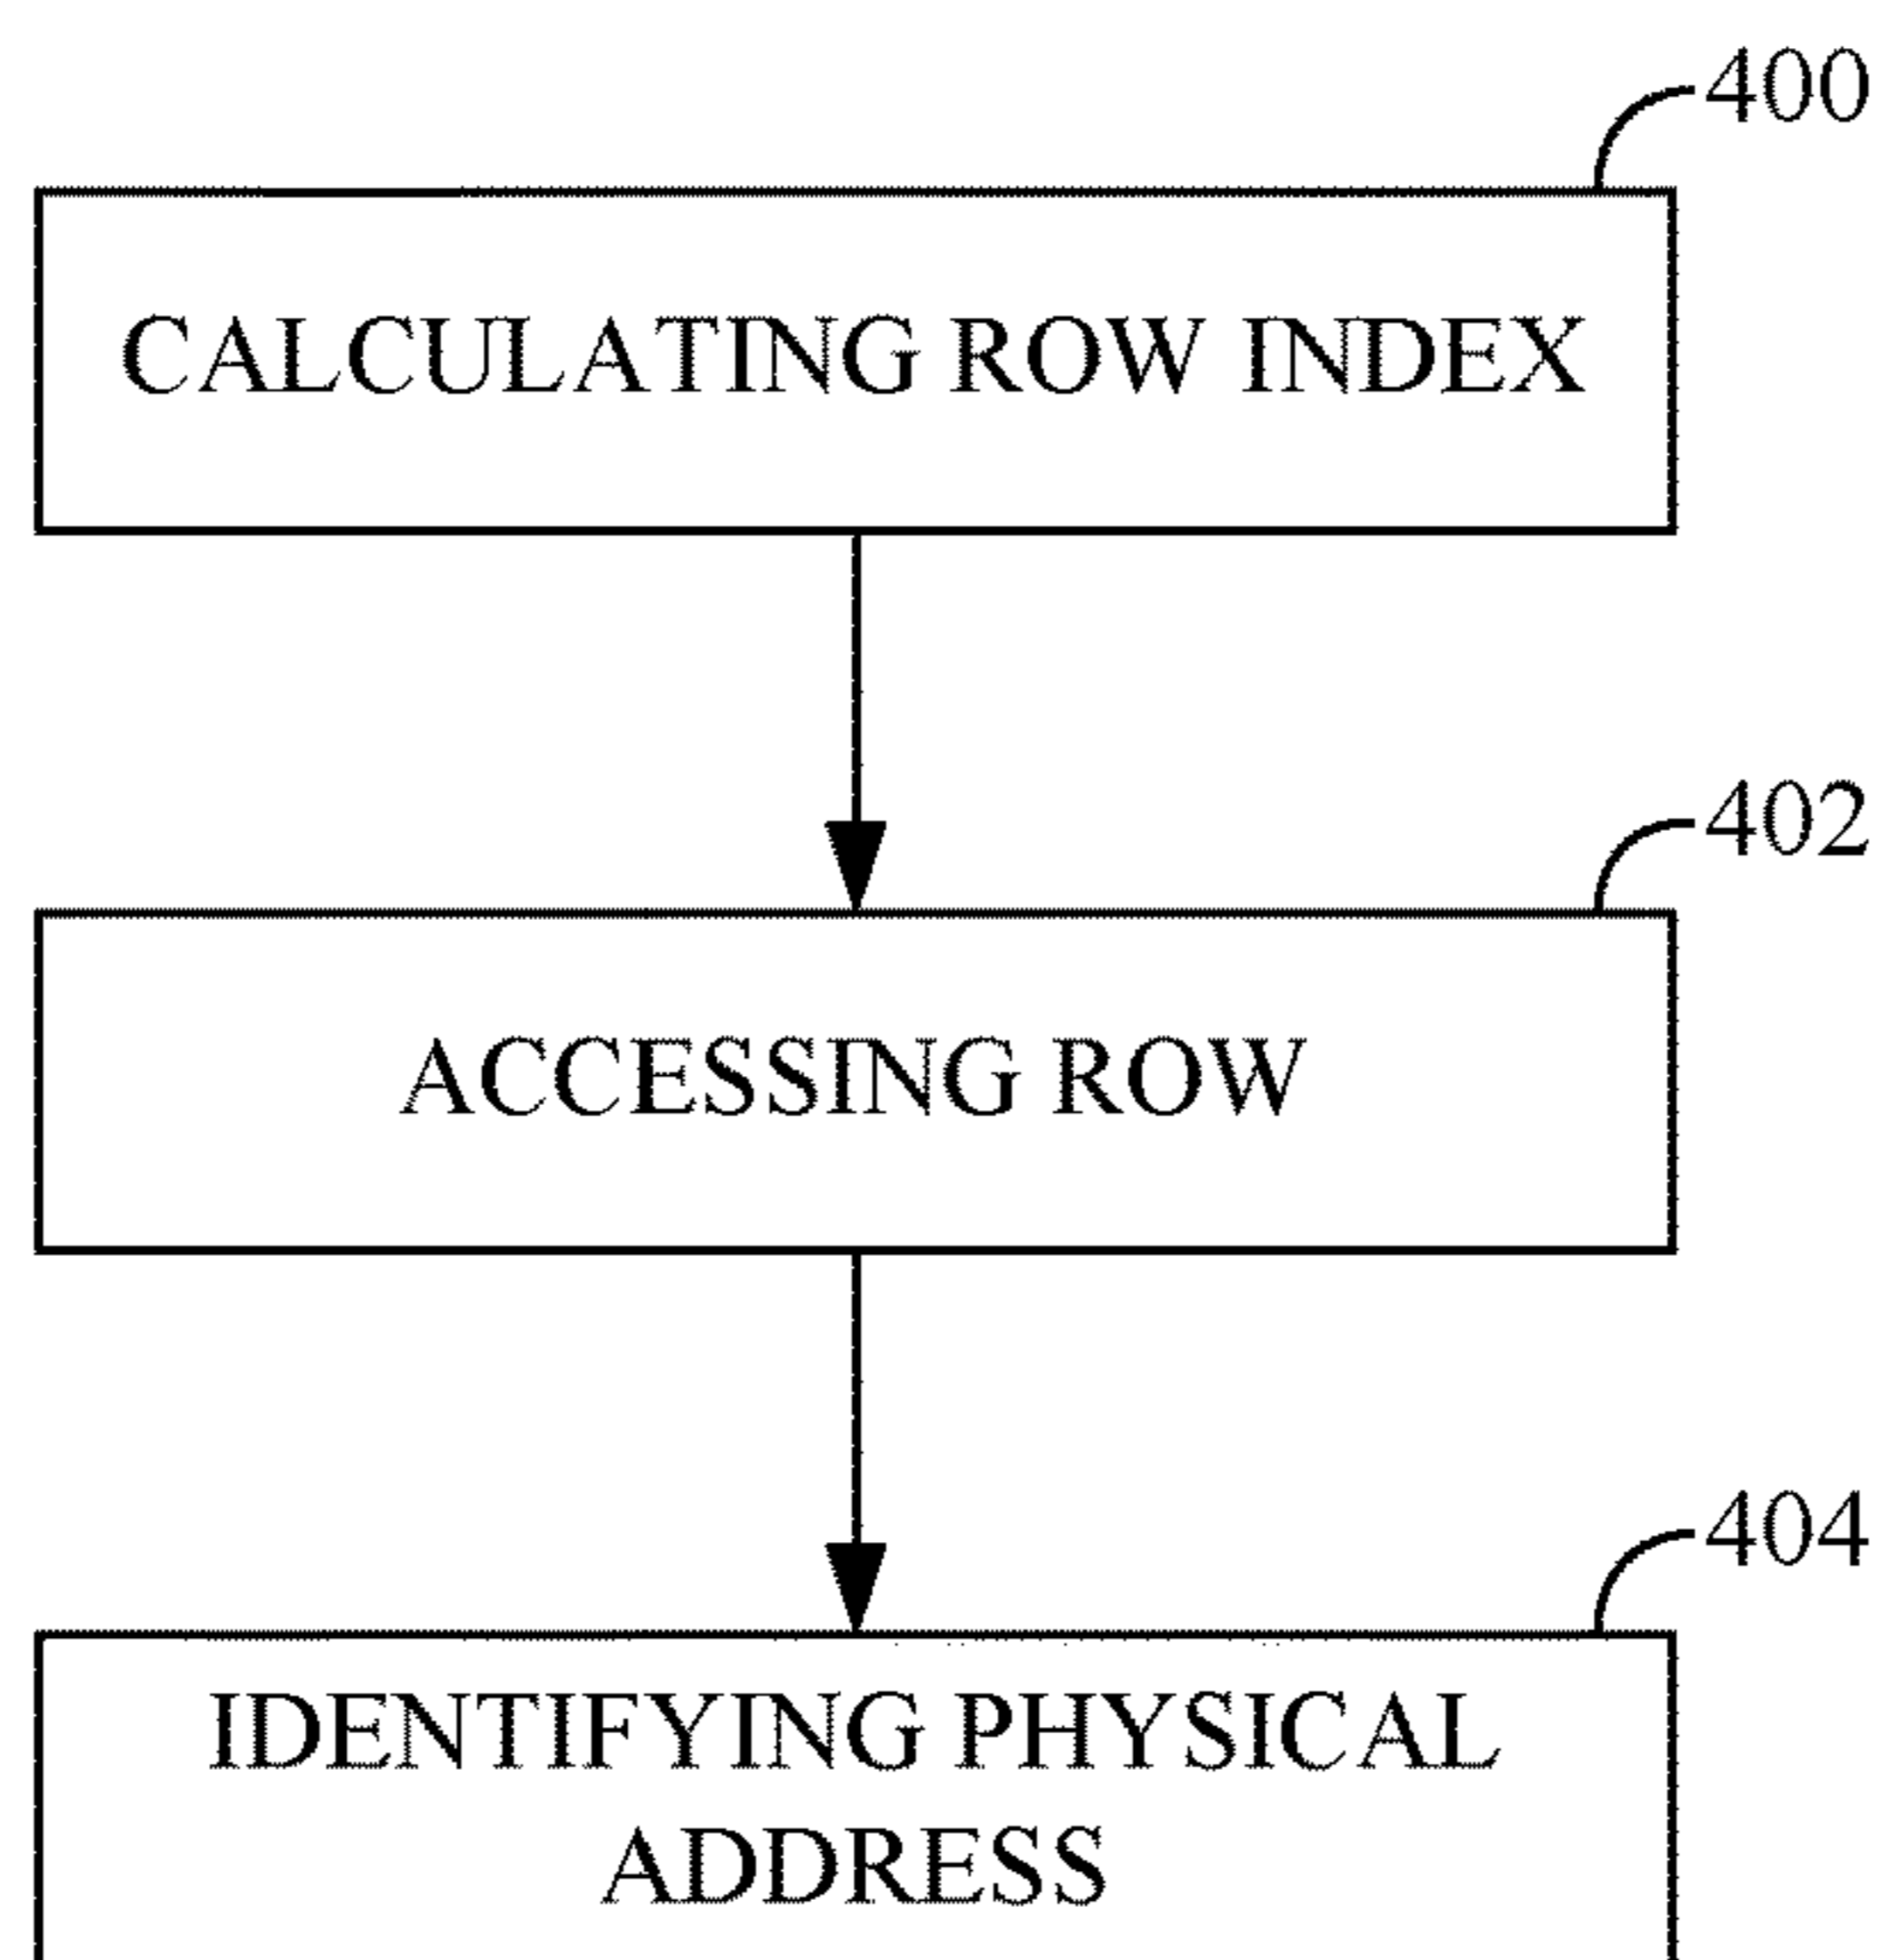 400
CALCULATING ROW INDEX
402
ACCESSING ROW
404
IDENTIFYING PHYSICAL
ADDRESS